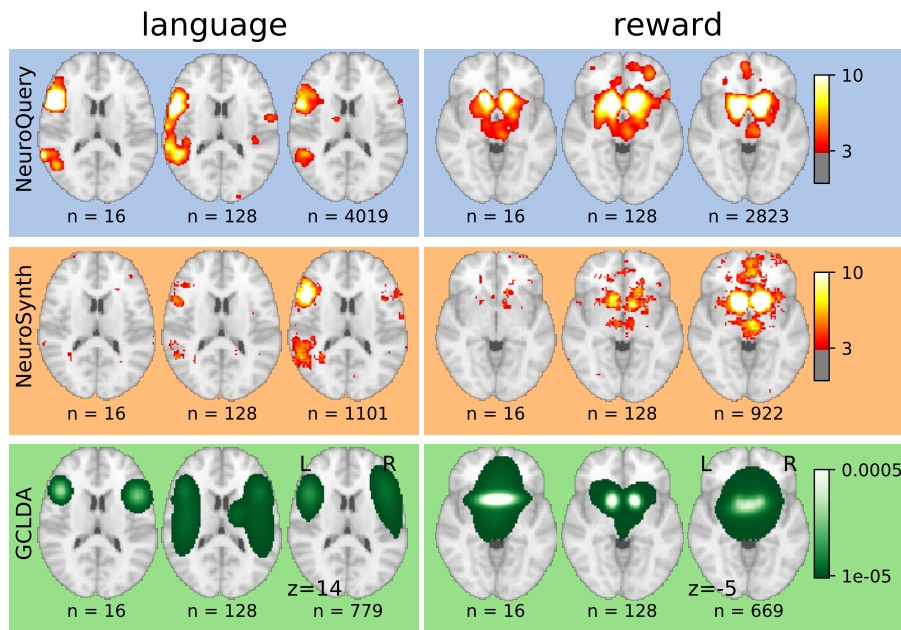 language reward
NeuroQuery
n = 16 n = 128 n = 4019
n = 16 n = 128 n = 2823
10
3
NeuroSynth
n = 16 n = 128 n = 1101
n = 16 n = 128 n = 922
10
3
GCLDA
L R
z=14
n = 16 n = 128 n = 779
L R
z=-5
n = 16 n = 128 n = 669
0.0005
1e-05